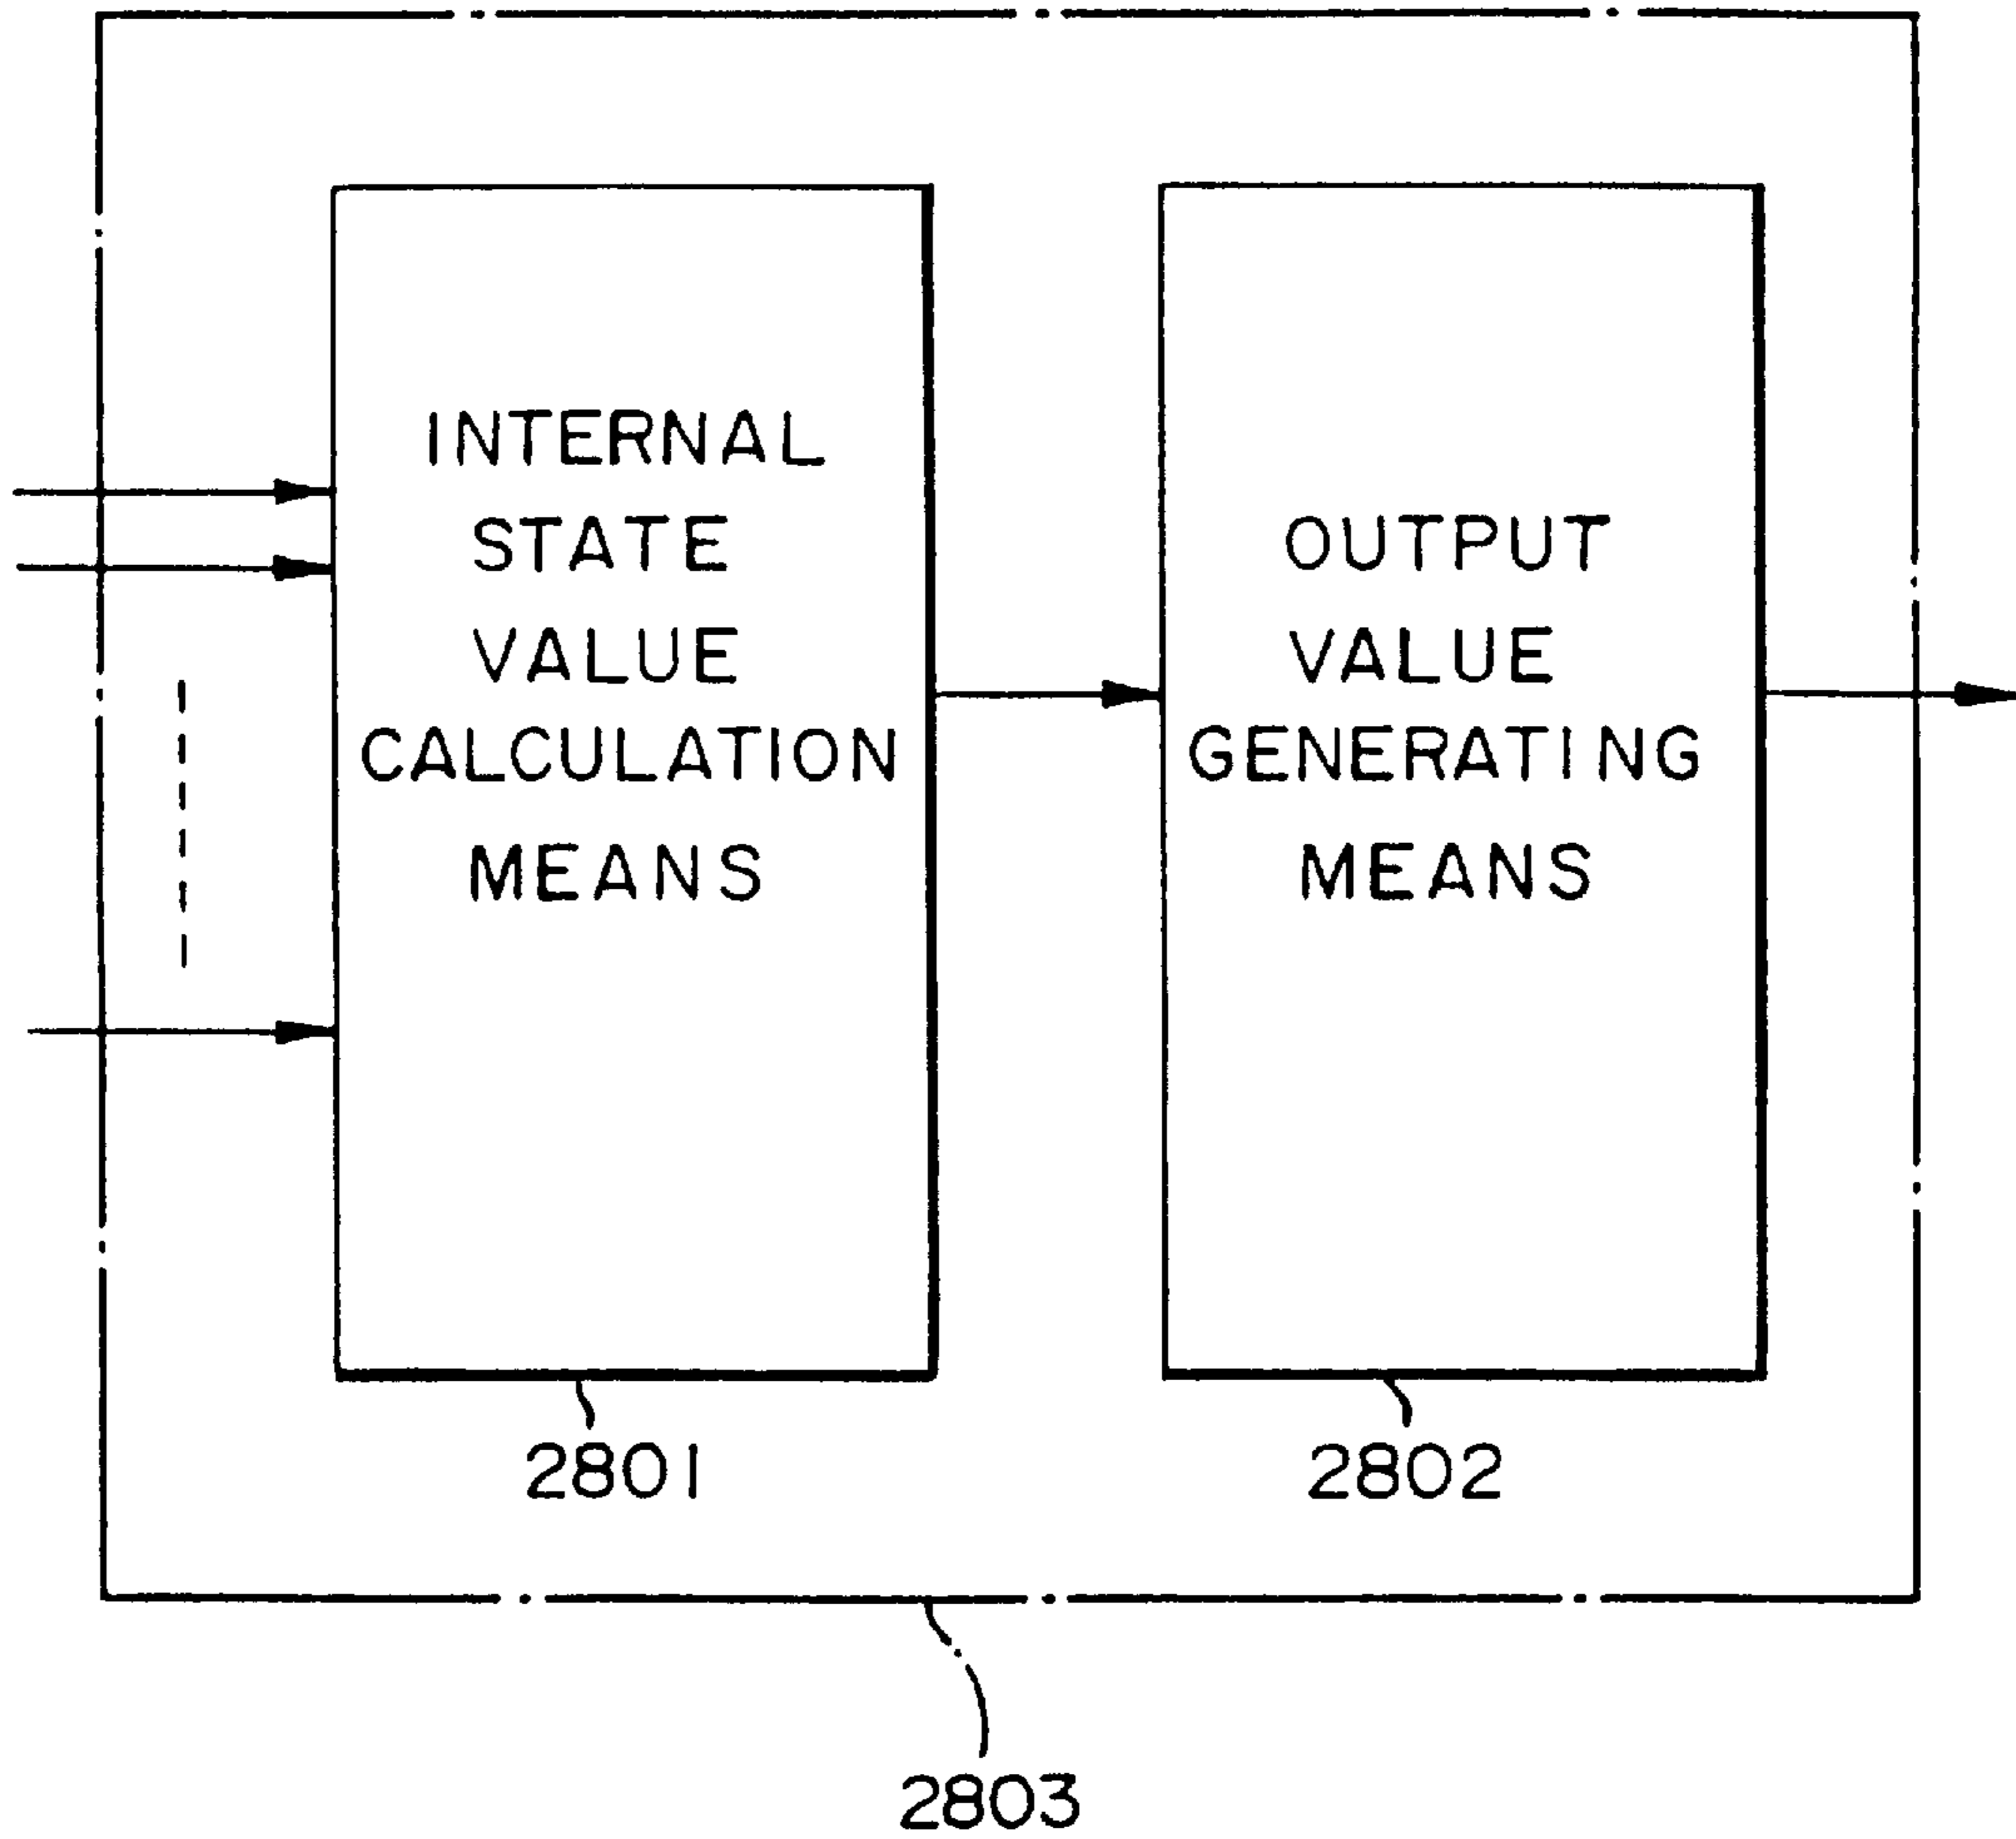 INTERNAL
STATE
VALUE
CALCULATION
MEANS
OUTPUT
VALUE
GENERATING
MEANS
2801
2802
2803